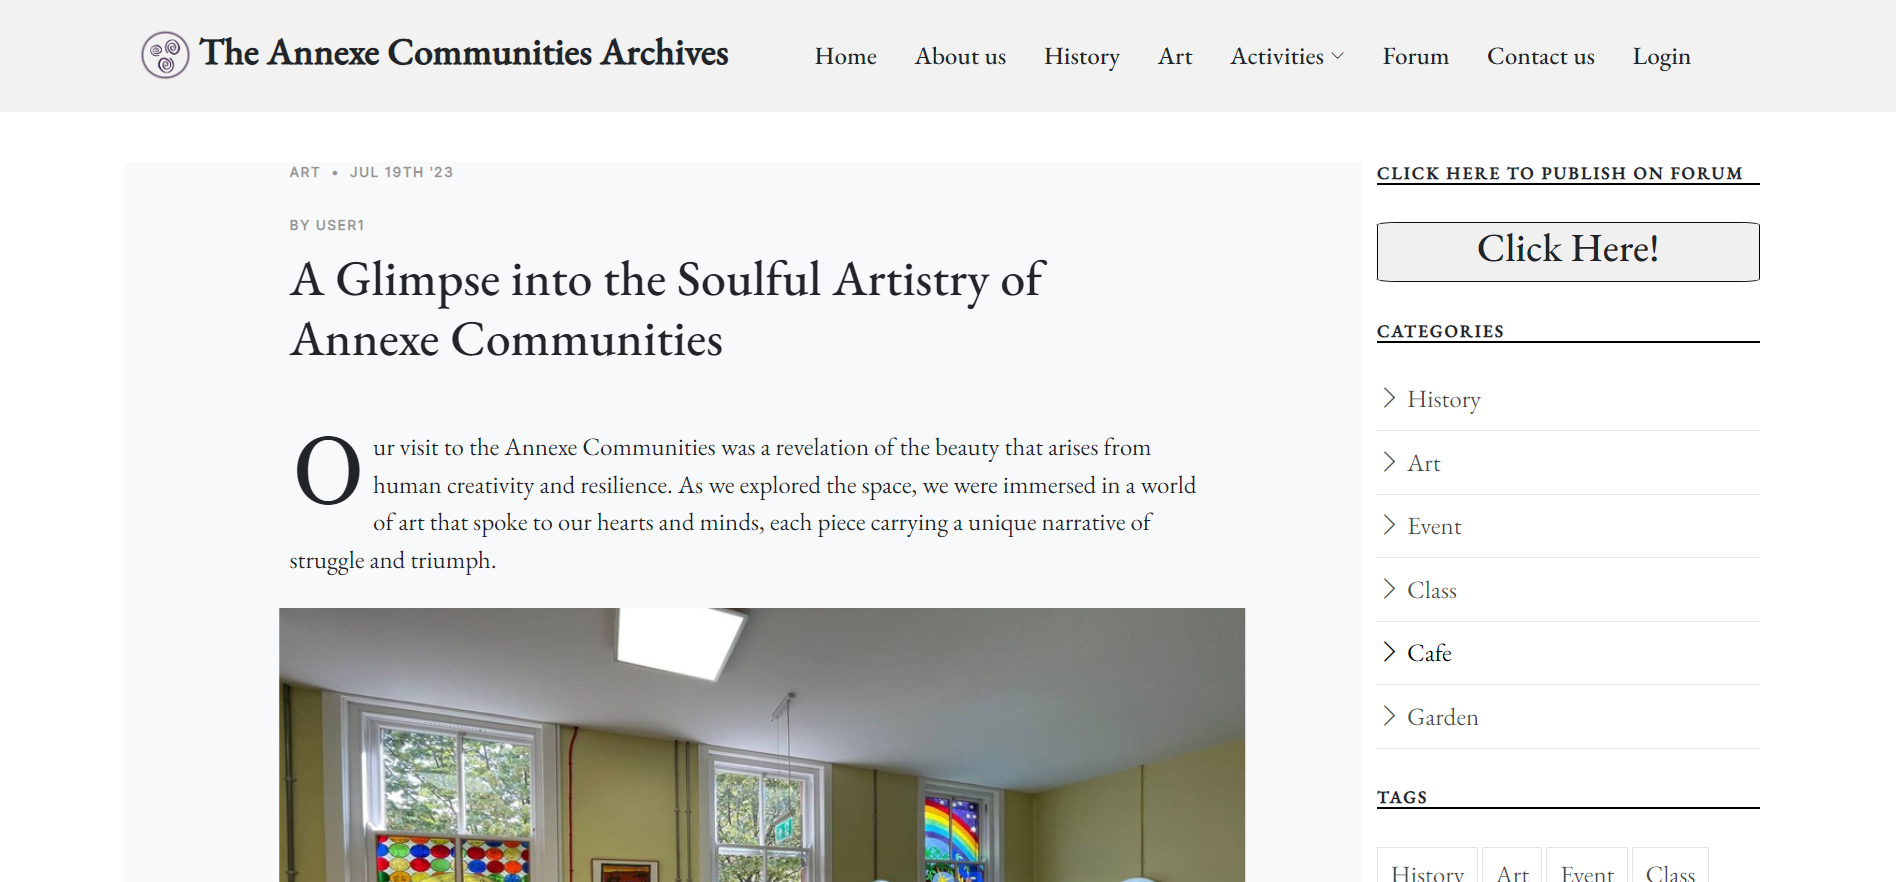 The Annexe Communities Archives
Home About us History Art Activities Forum Contact us Login
ART • JUL 19TH '23
BY USER1
A Glimpse into the Soulful Artistry of
Annexe Communities
Our visit to the Annexe Communities was a revelation of the beauty that arises from
human creativity and resilience. As we explored the space, we were immersed in a world
of art that spoke to our hearts and minds, each piece carrying a unique narrative of
struggle and triumph.
CLICK HERE TO PUBLISH ON FORUM
Click Here!
CATEGORIES
History
Art
Event
Class
Cafe
Garden
TAGS
History Art Event Class